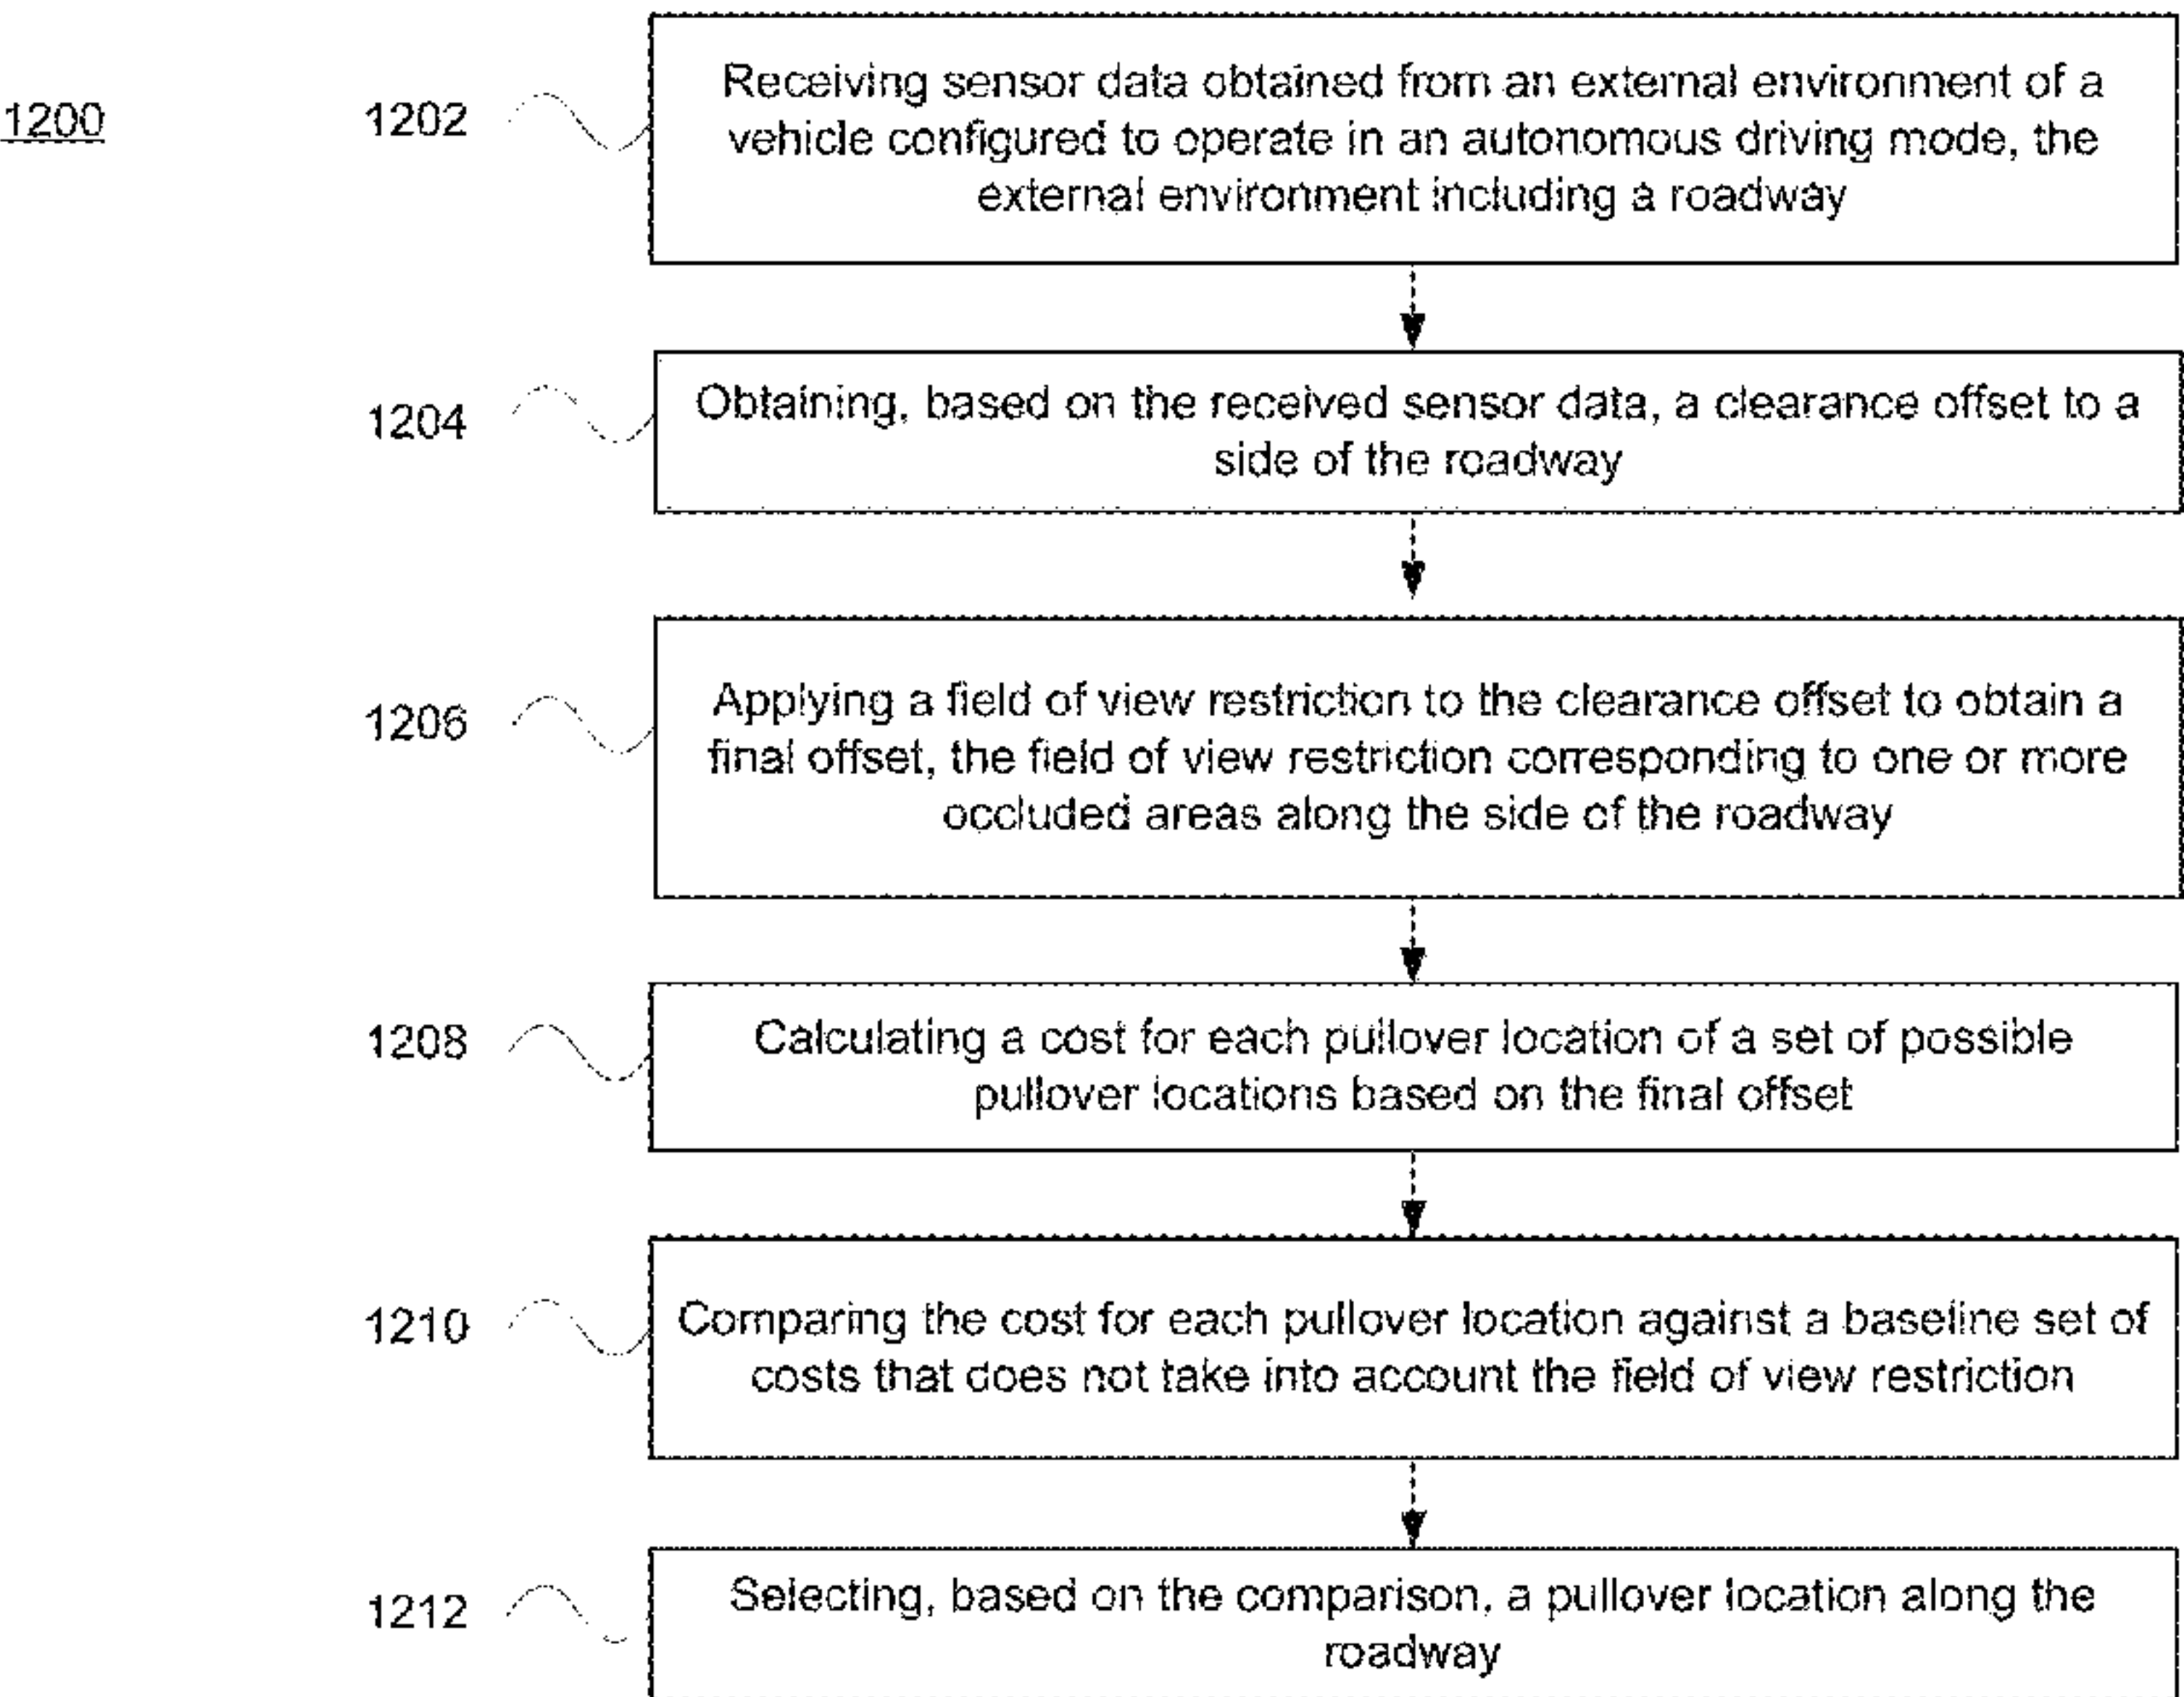 1200
1202
Receiving sensor data obtained from an external environment of a
vehicle configured to operate in an autonomous driving mode, the
external environment including a roadway
1204
Obtaining, based on the received sensor data, a clearance offset to a
side of the roadway
1206
Applying a field of view restriction to the clearance offset to obtain a
final offset, the field of view restriction corresponding to one or more
occluded areas along the side of the roadway
1208
Calculating a cost for each pullover location of a set of possible
pullover locations based on the final offset
1210
Comparing the cost for each pullover location against a baseline set of
costs that does not take into account the field of view restriction
1212
Selecting, based on the comparison, a pullover location along the
roadway